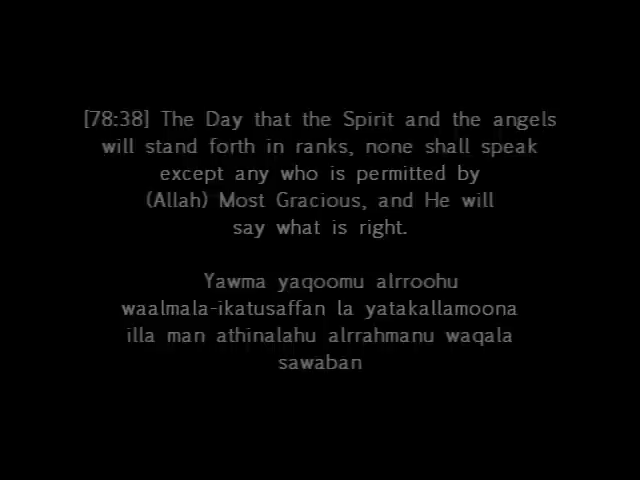 [78:38] The Day that the Spirit and the angels
will stand forth in ranks, none shall speak
except any who is permitted by
(Allah) Most Gracious, and He will
say what is right.
Yawma yaqoomu alrroohu
waalmala-ikatusaffan la yatakallamoona
illa man athinalahu alrrahmanu waqala
sawaban